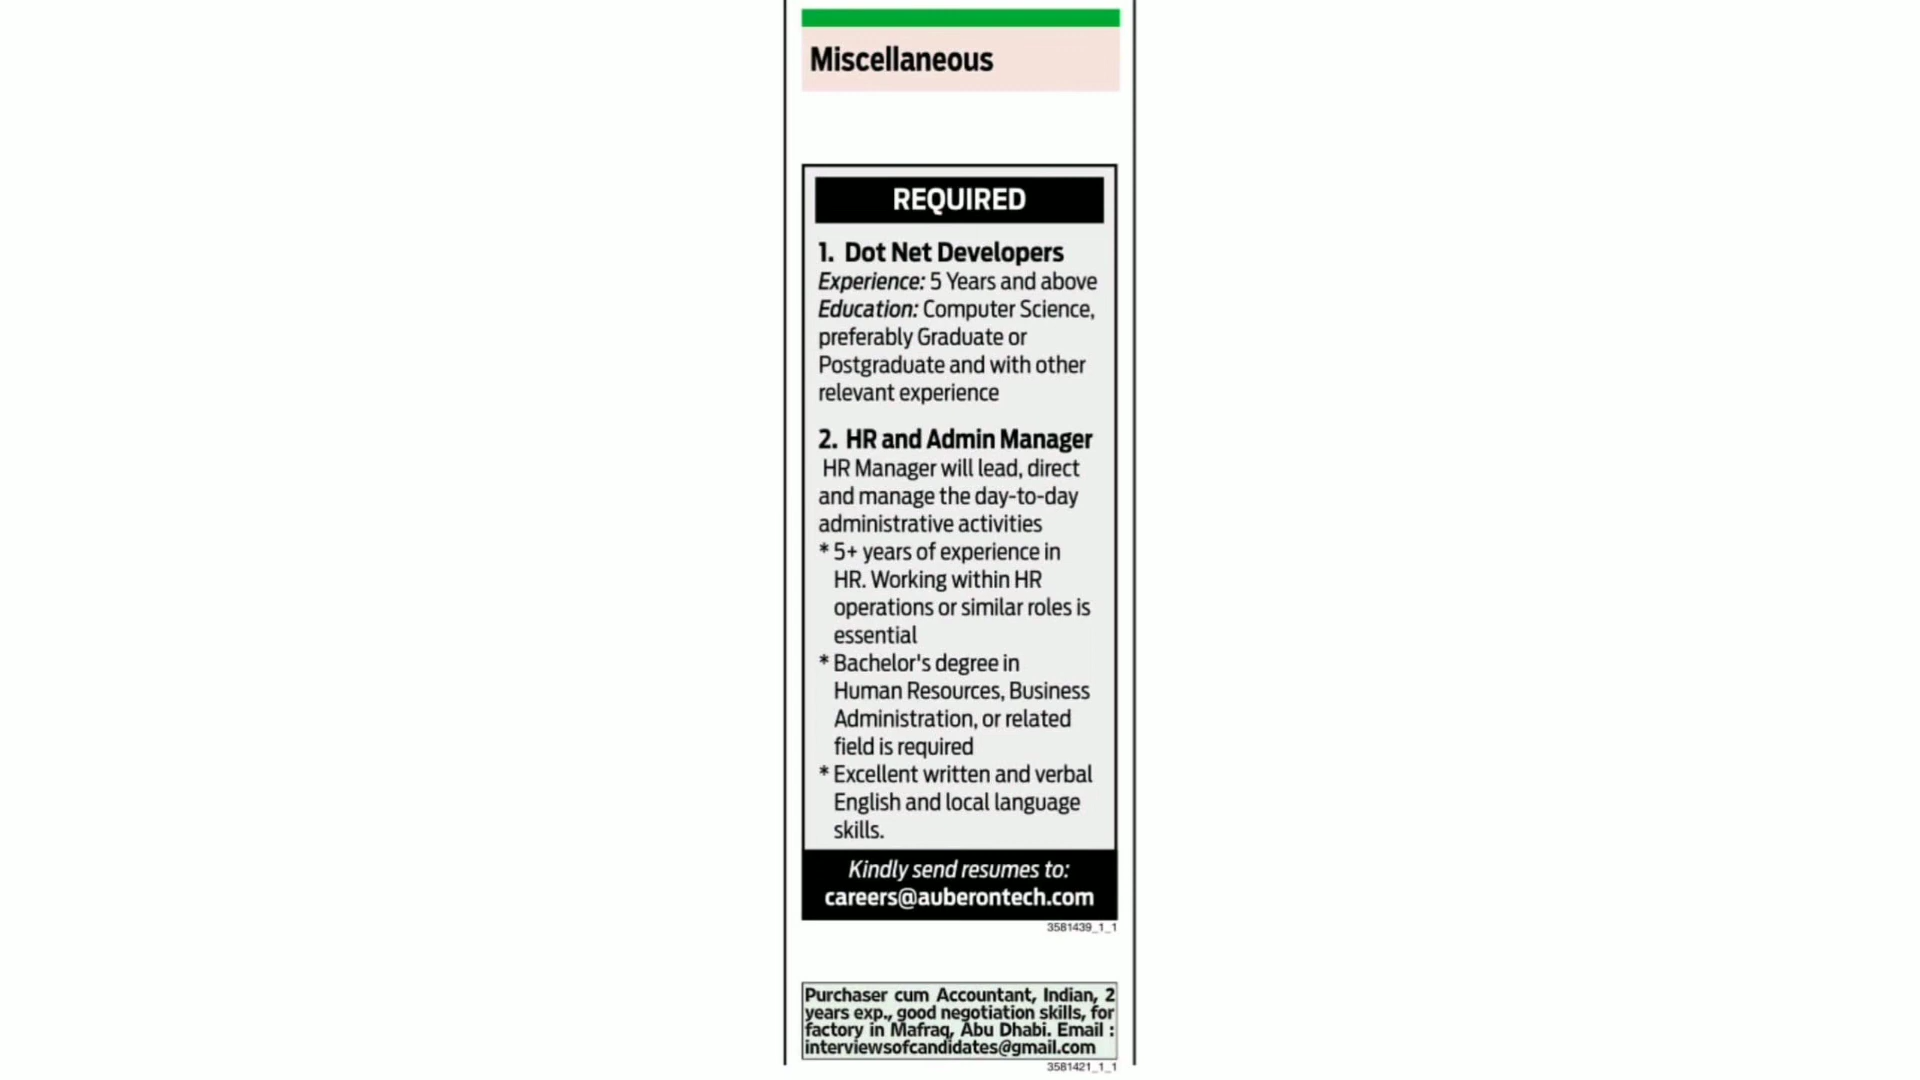 Miscellaneous
REQUIRED
1. Dot Net Developers
Experience: 5 Years and above
Education: Computer Science,
preferably Graduate or
Postgraduate and with other
relevant experience
2. HR and Admin Manager
HR Manager will lead, direct
and manage the day-to-day
administrative activities
* 5+ years of experience in
HR. Working within HR
operations or similar roles is
essential
* Bachelor's degree in
Human Resources, Business
Administration, or related
field is required
* Excellent written and verbal
English and local language
skills.
Kindly send resumes to:
careers@auberontech.com
3581439_1_1
Purchaser cum Accountant, Indian, 2
years exp., good negotiation skills, for
factory in Mafraq, Abu Dhabi. Email :
interviewsofcandidates@gmail.com
3581421_1_1